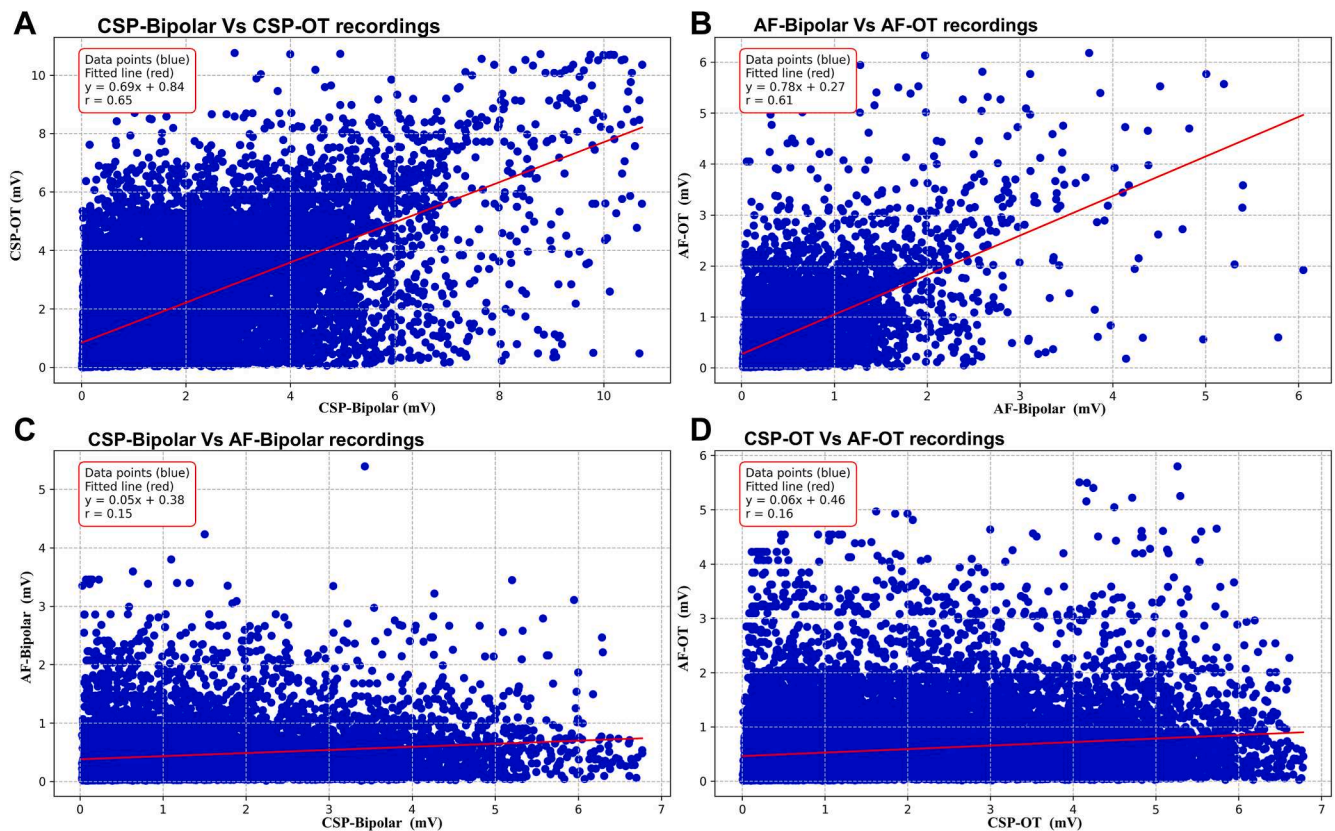 A
CSP-Bipolar Vs CSP-OT recordings
Data points (blue)
Fitted line (red)
y = 0.69x + 0.84
r = 0.65
10
8
6
4
2
0
CSP-OT (mV)
0 2 4 6 8 10
CSP-Bipolar (mV)
B
AF-Bipolar Vs AF-OT recordings
Data points (blue)
Fitted line (red)
y = 0.78x + 0.27
r = 0.61
6
5
4
3
2
1
0
AF-OT (mV)
0 1 2 3 4 5 6
AF-Bipolar (mV)
C
CSP-Bipolar Vs AF-Bipolar recordings
Data points (blue)
Fitted line (red)
y = 0.05x + 0.38
r = 0.15
5
4
3
2
1
0
AF-Bipolar (mV)
0 1 2 3 4 5 6 7
CSP-Bipolar (mV)
D
CSP-OT Vs AF-OT recordings
Data points (blue)
Fitted line (red)
y = 0.06x + 0.46
r = 0.16
6
5
4
3
2
1
0
AF-OT (mV)
0 1 2 3 4 5 6 7
CSP-OT (mV)